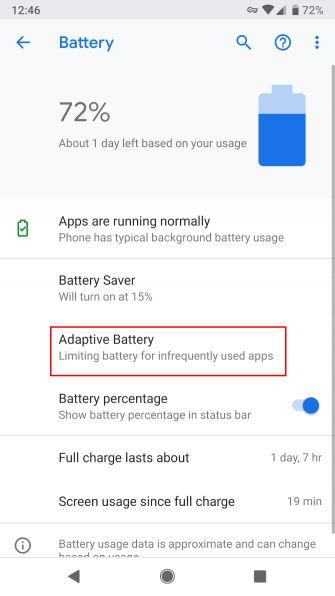 12:46
72%
Battery
72%
About 1 day left based on your usage
Apps are running normally
Phone has typical background battery usage
Battery Saver
Will turn on at 15%
Adaptive Battery
Limiting battery for infrequently used apps
Battery percentage
Show battery percentage in status bar
Full charge lasts about
1 day, 7 hr
Screen usage since full charge
19 min
Battery usage data is approximate and can change
based on usage